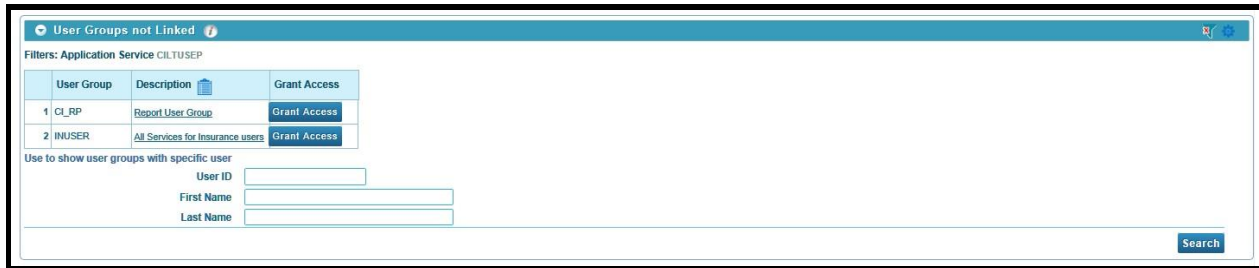 User Groups not Linked
Filters: Application Service CILTUSEP
User Group Description Grant Access
1 CI_RP Report User Group Grant Access
2 INUSER All Services for Insurance users Grant Access
Use to show user groups with specific user
User ID
First Name
Last Name
Search